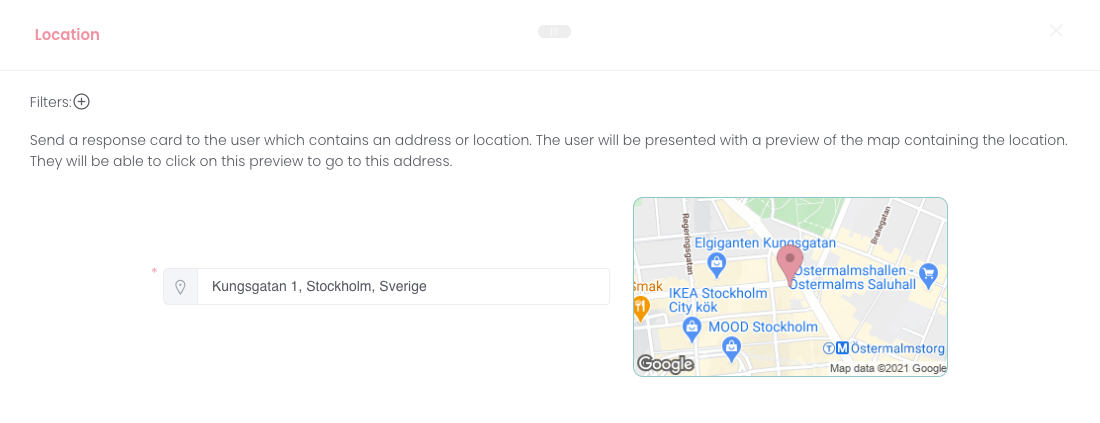 Location
Filters:
Send a response card to the user which contains an address or location. The user will be presented with a preview of the map containing the location.
They will be able to click on this preview to go to this address.
*
Kungsgatan 1, Stockholm, Sverige
Regeringsgatan
Brahegatan
Elgiganten Kungsgatan
Östermalmshallen -
Östermalms Saluhall
smak
IKEA Stockholm
City kök
MOOD Stockholm
T M Östermalmstorg
Google
Map data ©2021 Google